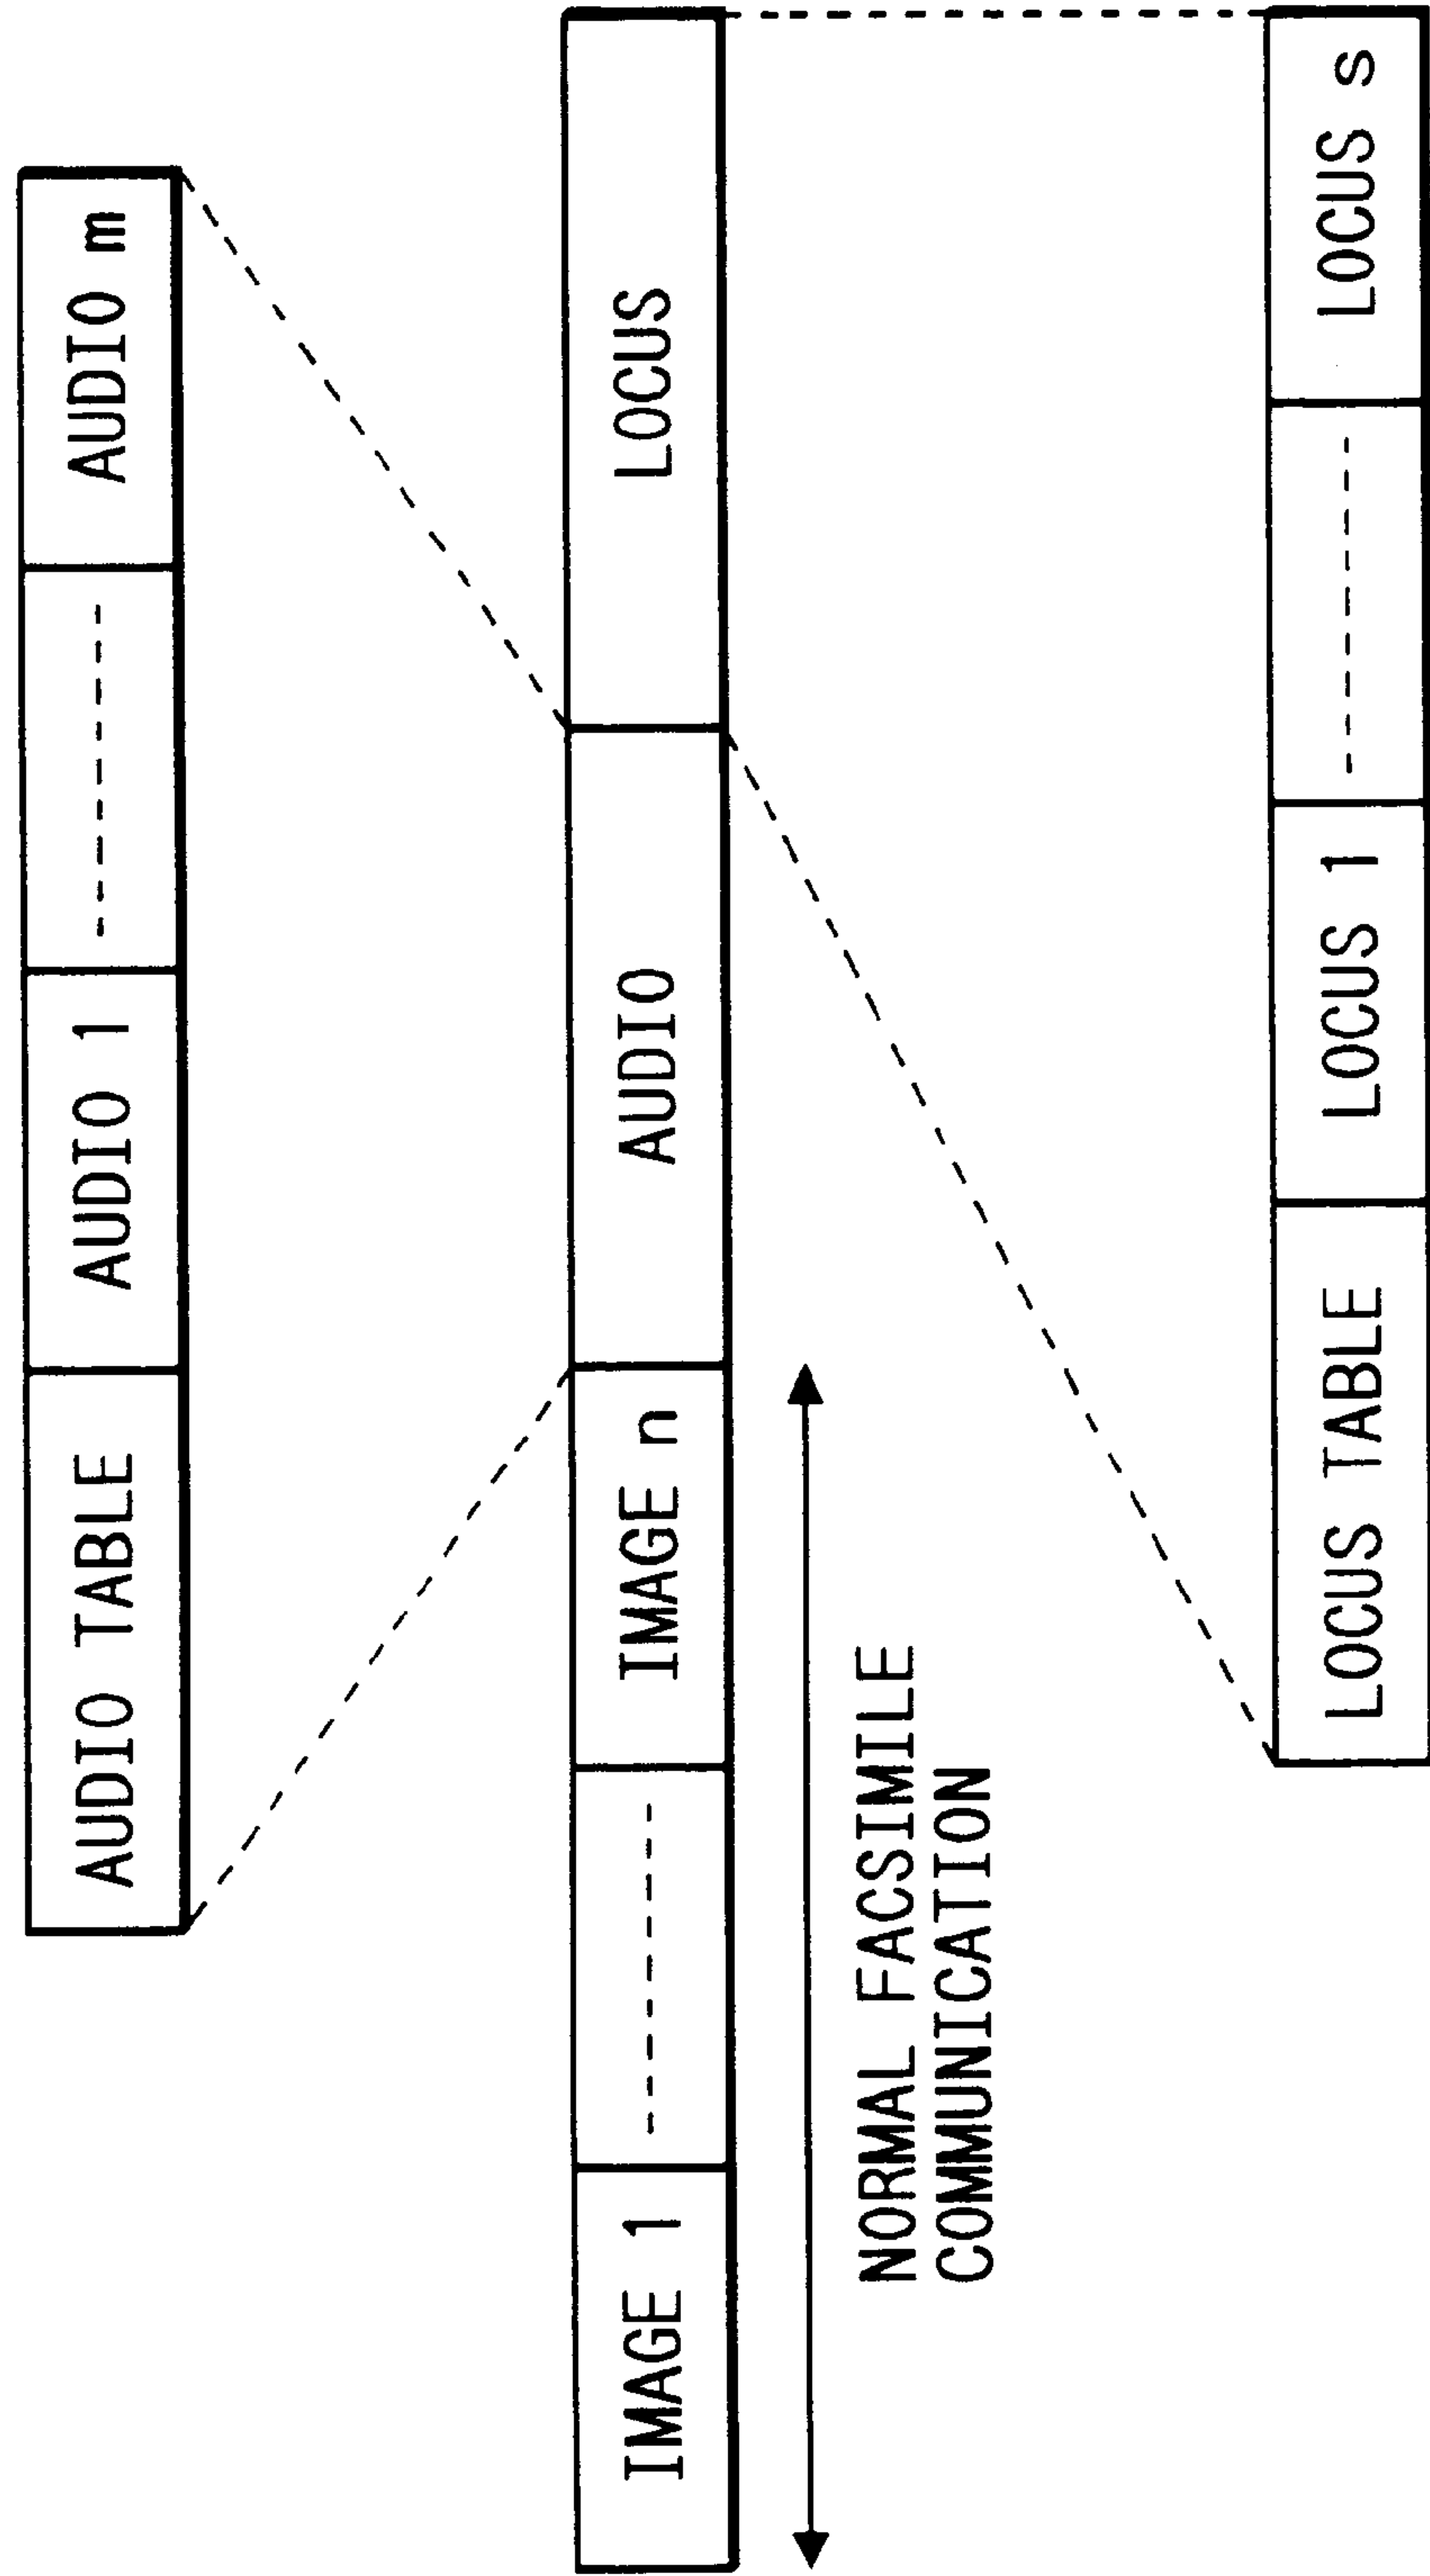 AUDIO TABLE
AUDIO 1
AUDIO m
IMAGE 1
IMAGE n
AUDIO
LOCUS
NORMAL FACSIMILE
COMMUNICATION
LOCUS TABLE
LOCUS 1
LOCUS s